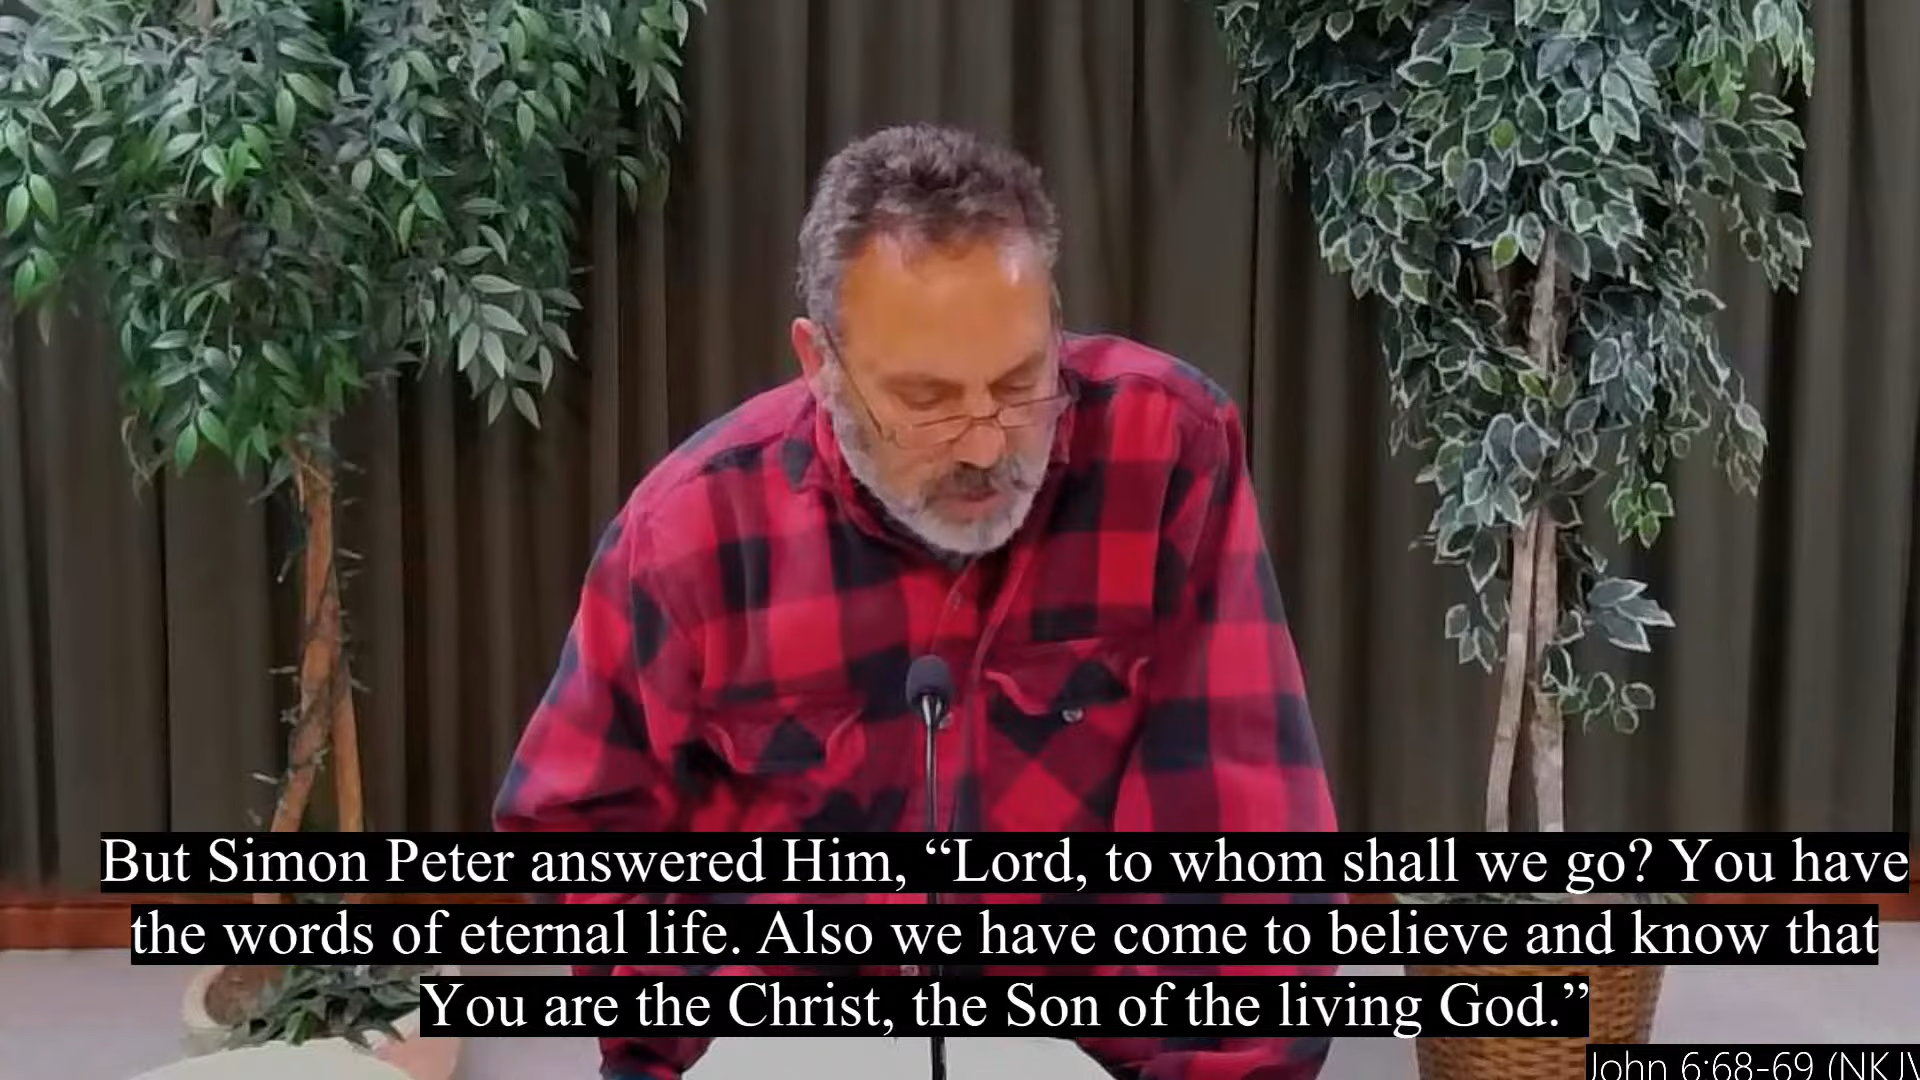 But Simon Peter answered Him, “Lord, to whom shall we go? You have
the words of eternal life. Also we have come to believe and know that
You are the Christ, the Son of the living God.”
John 6:68-69 (NKJV